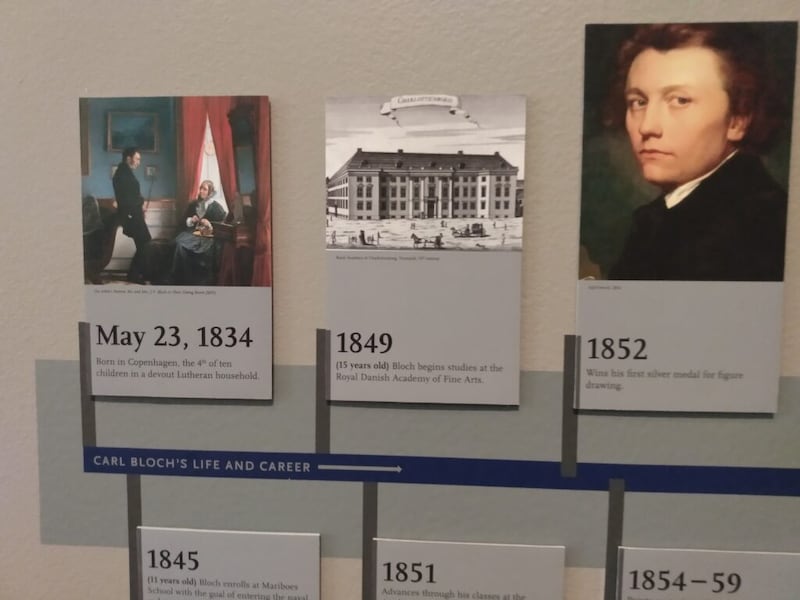 CHARLOTTENBORG
May 23, 1834
Born in Copenhagen, the 4th of ten
children in a devout Lutheran household.
1849
(15 years old) Bloch begins studies at the
Royal Danish Academy of Fine Arts.
1852
Wins his first silver medal for figure
drawing.
CARL BLOCH'S LIFE AND CAREER
1845
(11 years old) Bloch enrolls at Mariboes
School with the goal of entering the naval
1851
Advances through his classes at the
1854–59